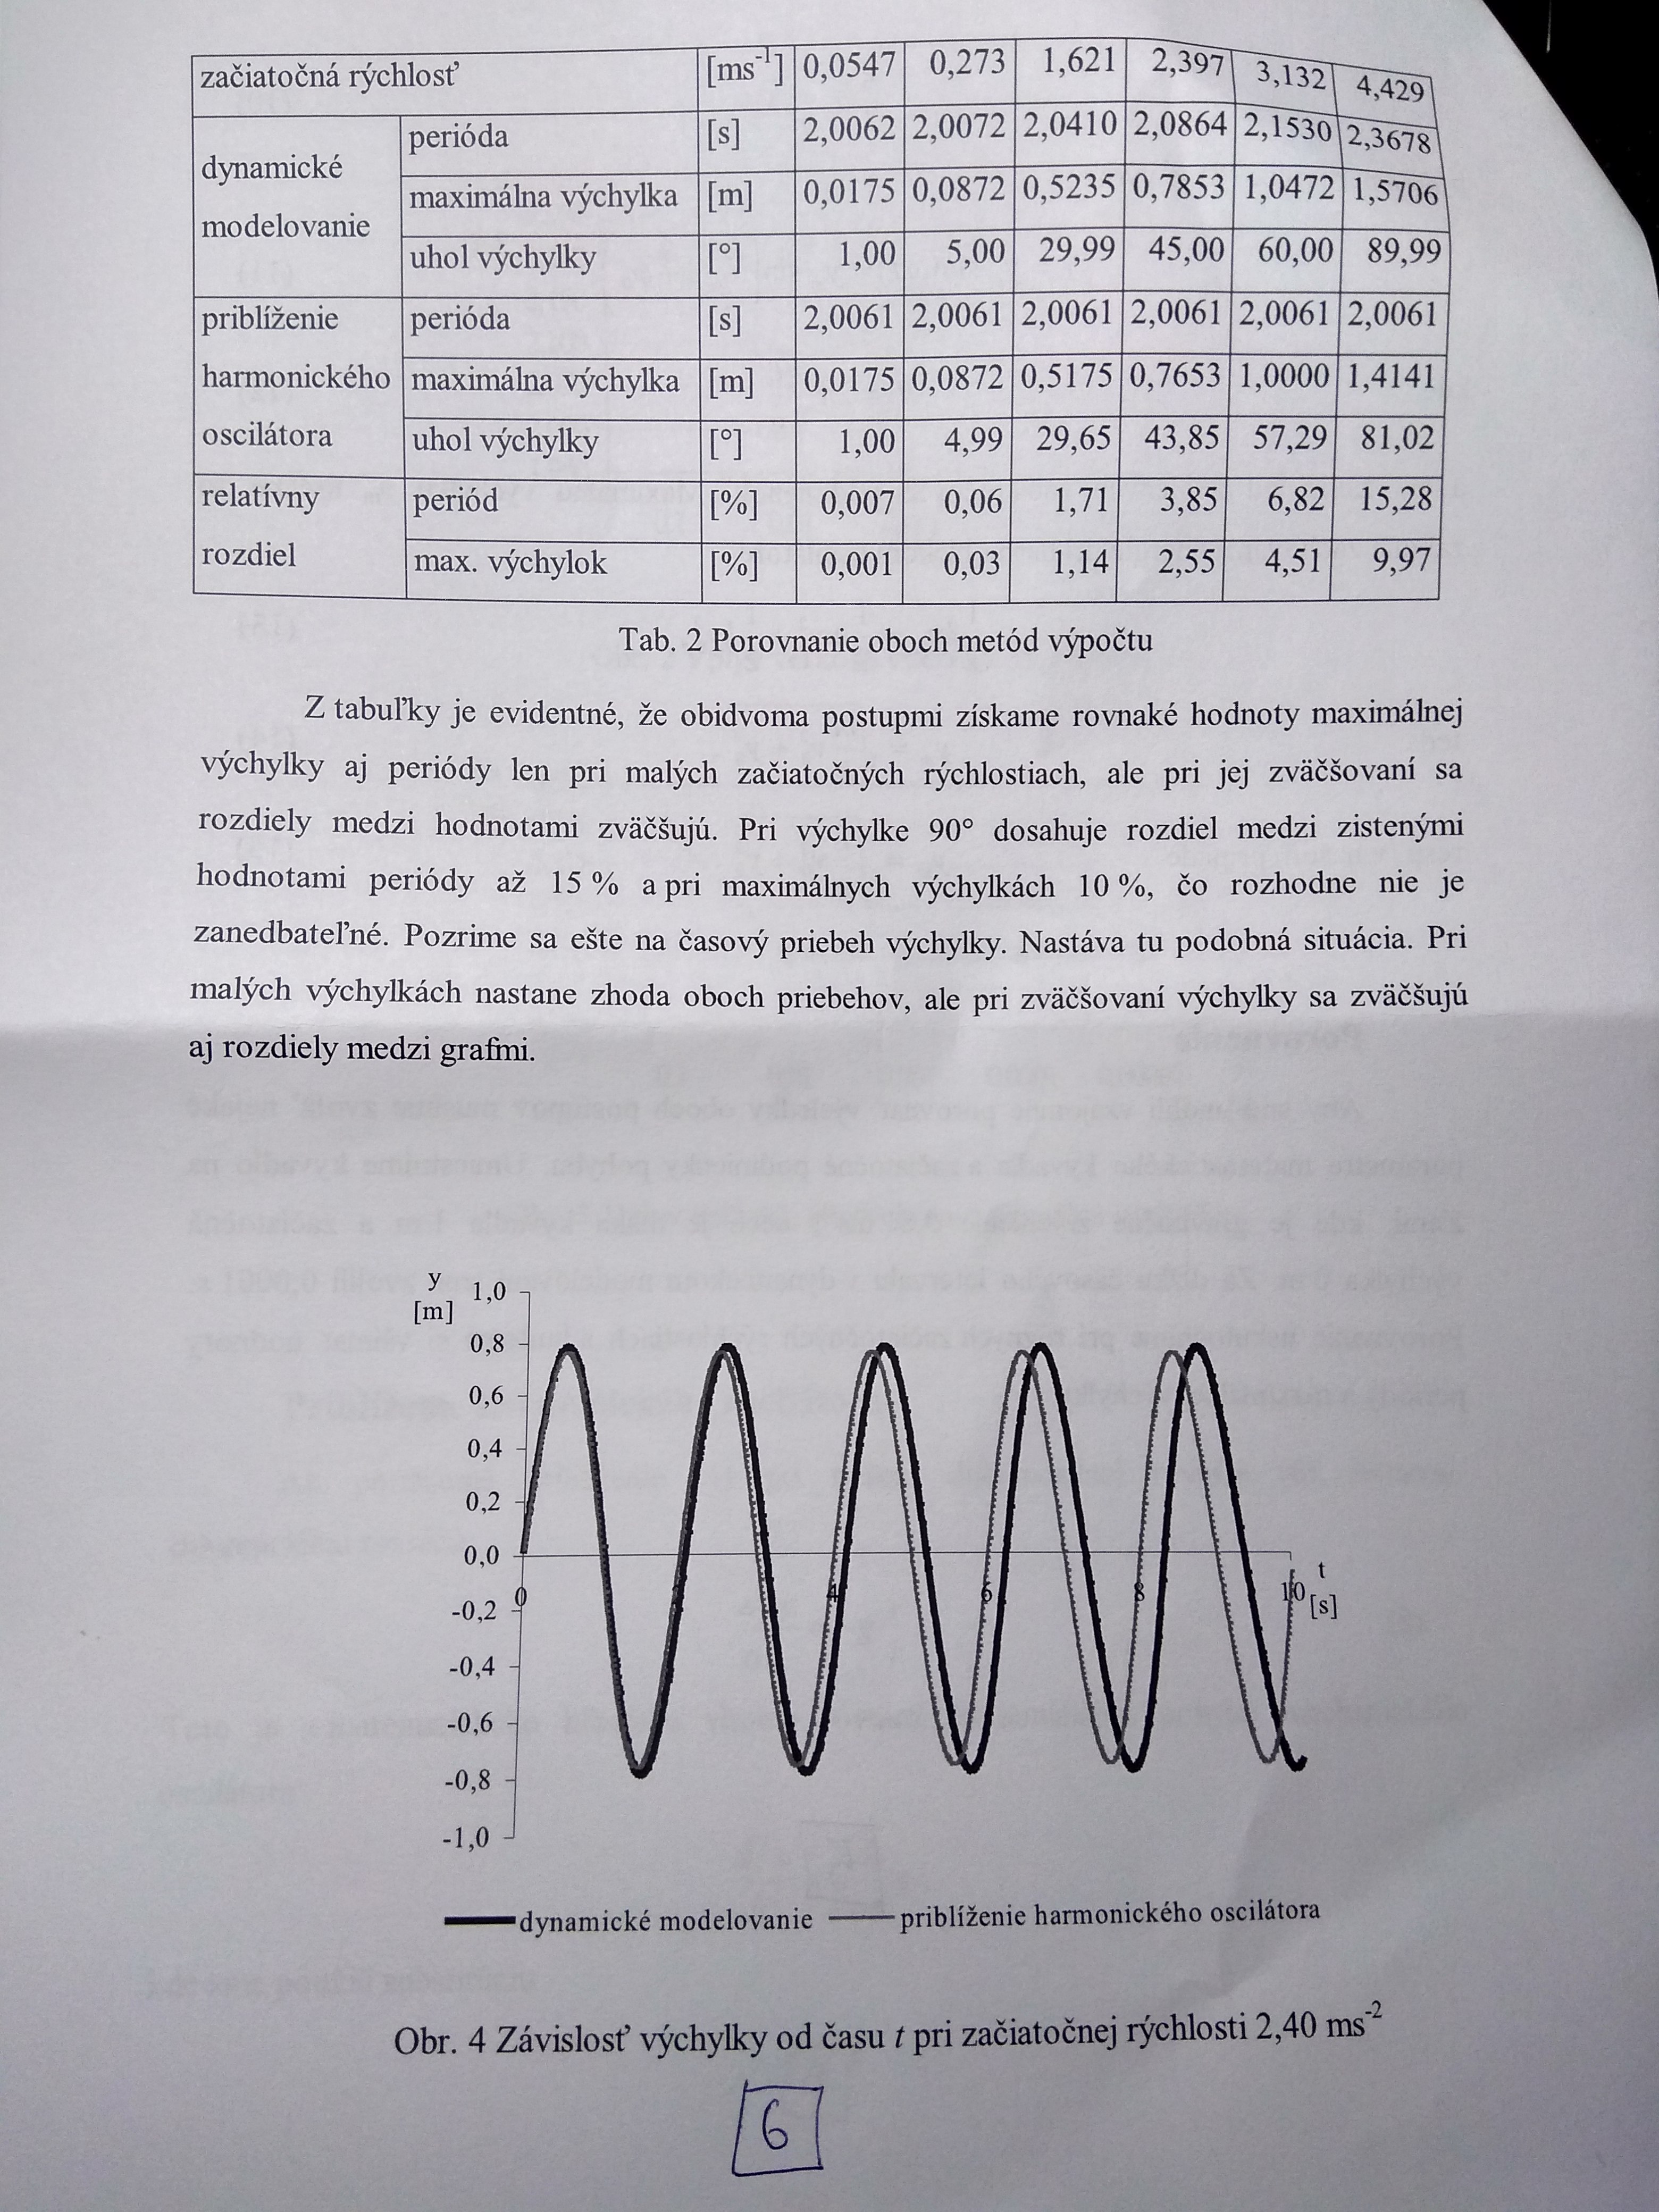 začiatočná rýchlosť [ms-1] 0,0547 0,273 1,621 2,397 3,132 4,429
dynamické modelovanie perióda [s] 2,0062 2,0072 2,0410 2,0864 2,1530 2,3678
maximálna výchylka [m] 0,0175 0,0872 0,5235 0,7853 1,0472 1,5706
uhol výchylky [°] 1,00 5,00 29,99 45,00 60,00 89,99
priblíženie harmonického oscilátora perióda [s] 2,0061 2,0061 2,0061 2,0061 2,0061 2,0061
maximálna výchylka [m] 0,0175 0,0872 0,5175 0,7653 1,0000 1,4141
uhol výchylky [°] 1,00 4,99 29,65 43,85 57,29 81,02
relatívny rozdiel periód [%] 0,007 0,06 1,71 3,85 6,82 15,28
max. výchylok [%] 0,001 0,03 1,14 2,55 4,51 9,97
Tab. 2 Porovnanie oboch metód výpočtu
Z tabuľky je evidentné, že obidvoma postupmi získame rovnaké hodnoty maximálnej
výchylky aj periódy len pri malých začiatočných rýchlostiach, ale pri jej zväčšovaní sa
rozdiely medzi hodnotami zväčšujú. Pri výchylke 90° dosahuje rozdiel medzi zistenými
hodnotami periódy až 15 % a pri maximálnych výchylkách 10 %, čo rozhodne nie je
zanedbateľné. Pozrime sa ešte na časový priebeh výchylky. Nastáva tu podobná situácia. Pri
malých výchylkách nastane zhoda oboch priebehov, ale pri zväčšovaní výchylky sa zväčšujú
aj rozdiely medzi grafmi.
y
[m]
1,0
0,8
0,6
0,4
0,2
0,0
-0,2
-0,4
-0,6
-0,8
-1,0
0 4 6 8 10
t
[s]
dynamické modelovanie priblíženie harmonického oscilátora
Obr. 4 Závislosť výchylky od času t pri začiatočnej rýchlosti 2,40 ms-2
6